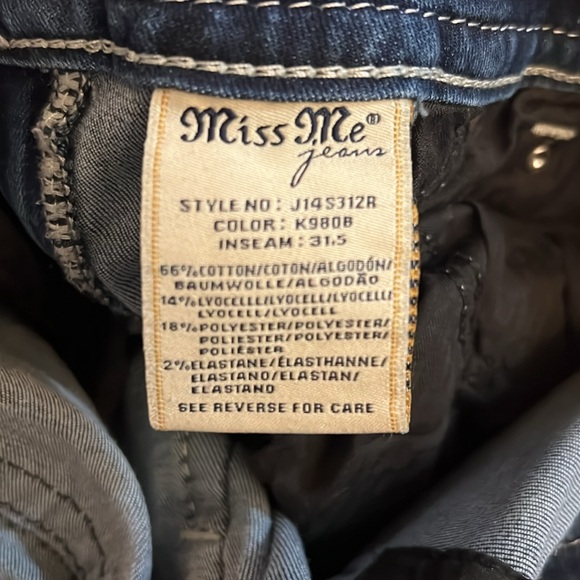 Miss Me®
jeans
STYLE NO: J14S312R
COLOR: K980B
INSEAM: 31.5
66%COTTON/COTON/ALGODÓN/
BAUMWOLLE/ALGODÃO
14%LYOCELL/LYOCELL/LYOCELL/
LYOCELL/LYOCELL
18%POLYESTER/POLYESTER/
POLIESTER/POLYESTER/
POLIÉSTER
2%ELASTANE/ÉLASTHANNE/
ELASTANO/ELASTAN/
ELASTANO
SEE REVERSE FOR CARE